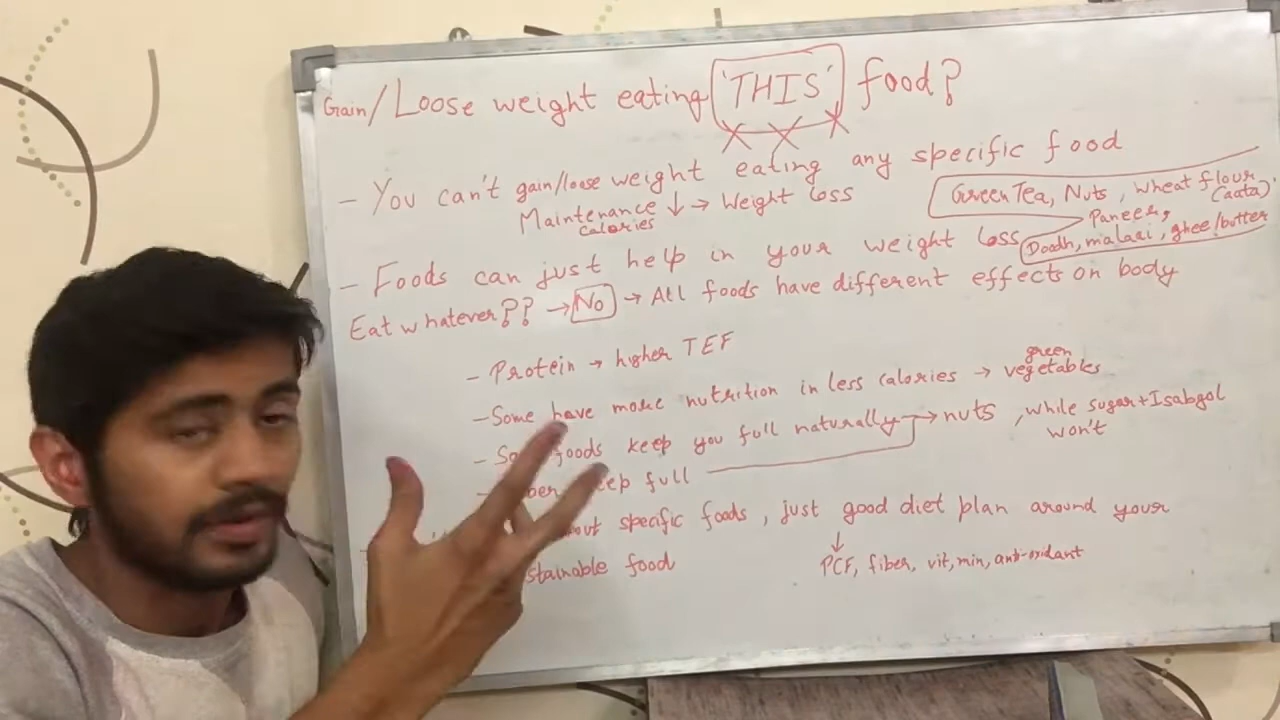 Gain/Loose weight eating 'THIS' food?
- You can't gain/loose weight eating any specific food
Maintenance calories ↓ → Weight loss
Green Tea, Nuts, wheat flour (aata),
Paneer,
Doodh, malaai, ghee/butter
- Foods can just help in your weight loss
Eat whatever?? → No → All foods have different effects on body
- Protein → higher TEF
- Some have more nutrition in less calories → green vegetables
- foods keep you full naturally → nuts, while sugar+Isabgol won't
full
specific foods, just good diet plan around your
food
PCF, fiber, vit, min, anti-oxidant